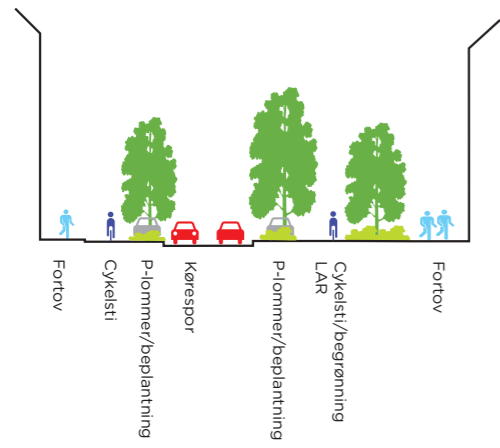 Fortov
Cykelsti
P-lommer/beplantning
Kørespor
P-lommer/beplantning
Cykelsti/begrønning
LAR
Fortov